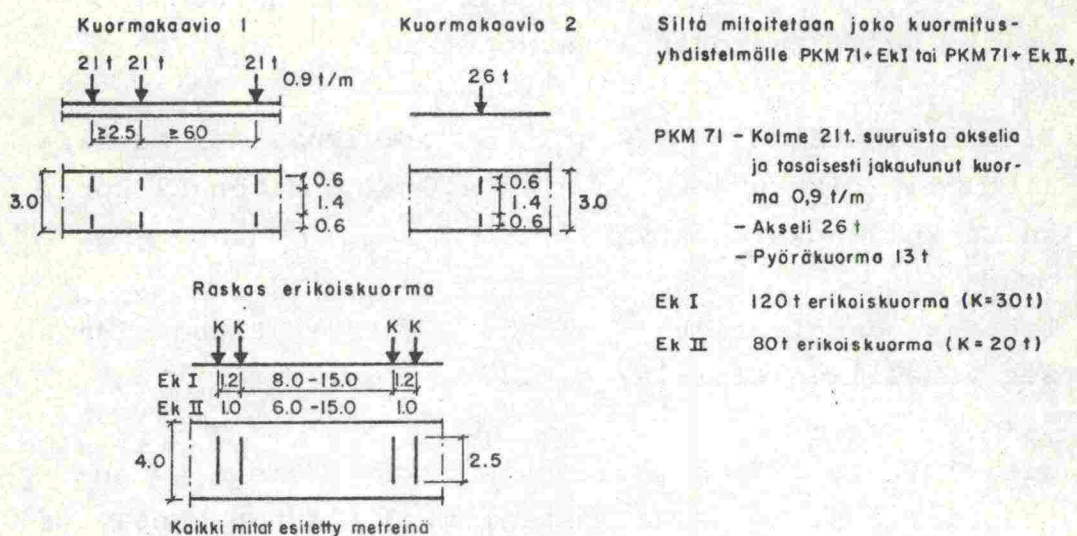 Kuormakaavio 1
21 t 21 t 21 t
0.9 t/m
≥2.5 ≥60
3.0
0.6
1.4
0.6
Kuormakaavio 2
26 t
0.6
1.4
0.6
3.0
Siltä mitoitetaan joko kuormitus-
yhdistelmälle PKM 71+ EkI tai PKM 71+ Ek II.
PKM 71 – Kolme 21t. suuruista akselia
ja tasaisesti jakautunut kuor-
ma 0,9 t/m
– Akseli 26 t
– Pyöräkuorma 13 t
Ek I 120 t erikoiskuorma (K=30 t)
Ek II 80 t erikoiskuorma (K = 20 t)
Raskas erikoiskuorma
K K K K
Ek I 1.2 8.0-15.0 1.2
Ek II 1.0 6.0-15.0 1.0
4.0
2.5
Kaikki mitat esitetty metreinä